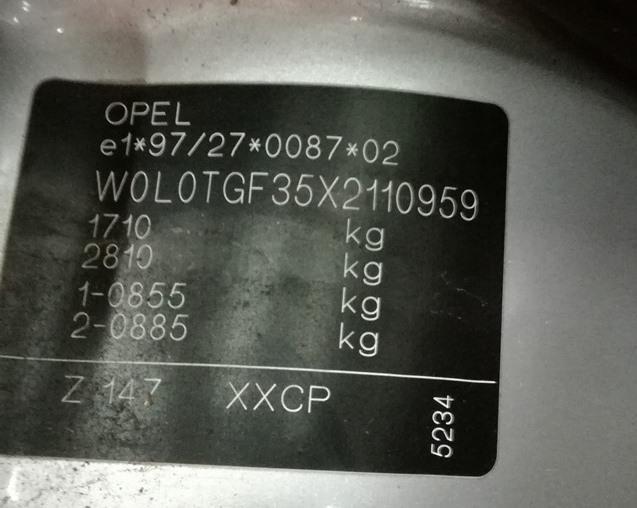 OPEL
e1*97/27*0087*02
W0L0TGF35X2110959
1710 kg
2810 kg
1-0855 kg
2-0885 kg
Z 147 XXCP
5234